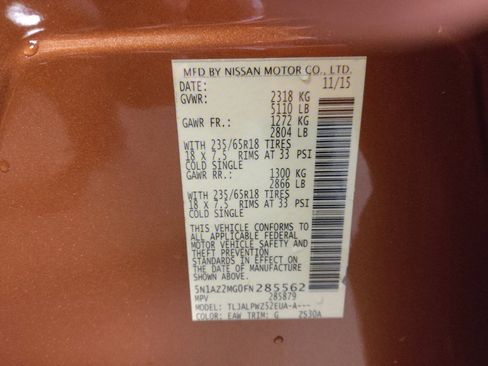 MFD BY NISSAN MOTOR CO., LTD.
DATE: 11/15
GVWR: 2318 KG
5110 LB
GAWR FR.: 1272 KG
2804 LB
WITH 235/65R18 TIRES
18 X 7.5 RIMS AT 33 PSI
COLD SINGLE
GAWR RR.: 1300 KG
2866 LB
WITH 235/65R18 TIRES
18 X 7.5 RIMS AT 33 PSI
COLD SINGLE
THIS VEHICLE CONFORMS TO
ALL APPLICABLE FEDERAL
MOTOR VEHICLE SAFETY AND
THEFT PREVENTION
STANDARDS IN EFFECT
ON THE DATE OF
MANUFACTURE SHOWN ABOVE.
5N1AZ2MG0FN285562
MPV 285879
MODEL: TLJALPWZ52EUA-A---
COLOR: EAW TRIM: G Z530A